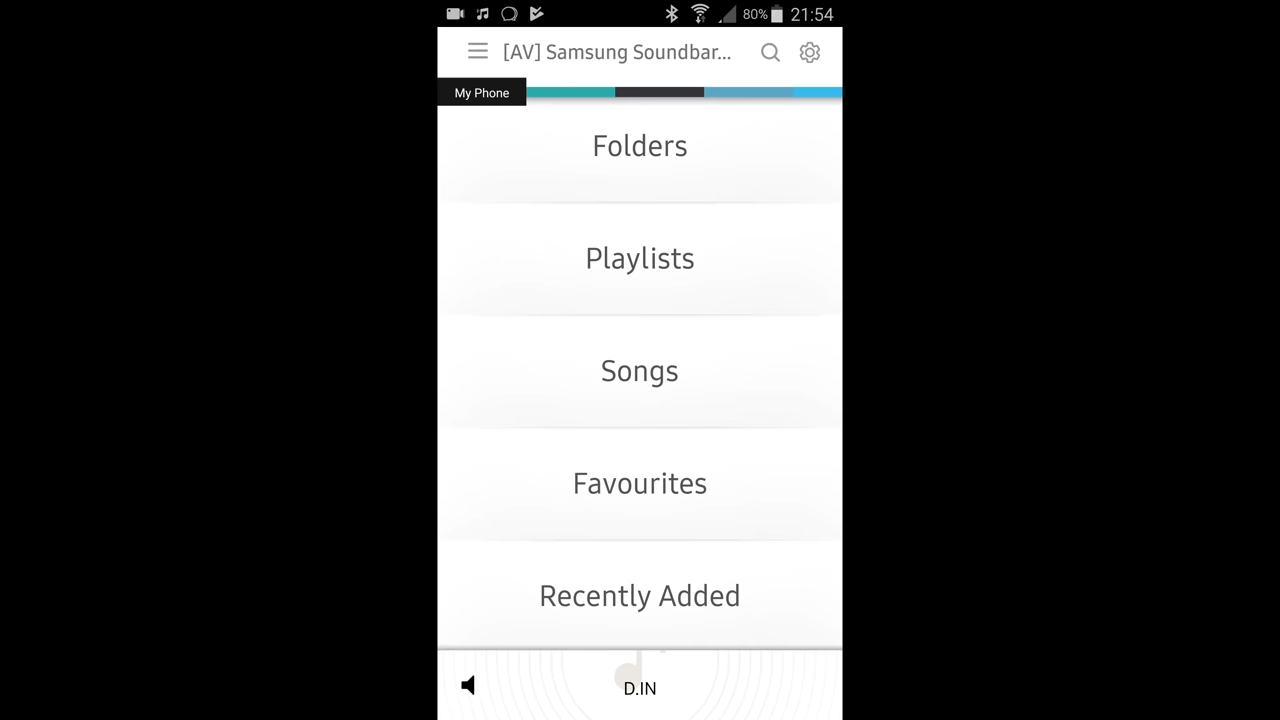 80% 21:54
[AV] Samsung Soundbar...
My Phone
Folders
Playlists
Songs
Favourites
Recently Added
D.IN